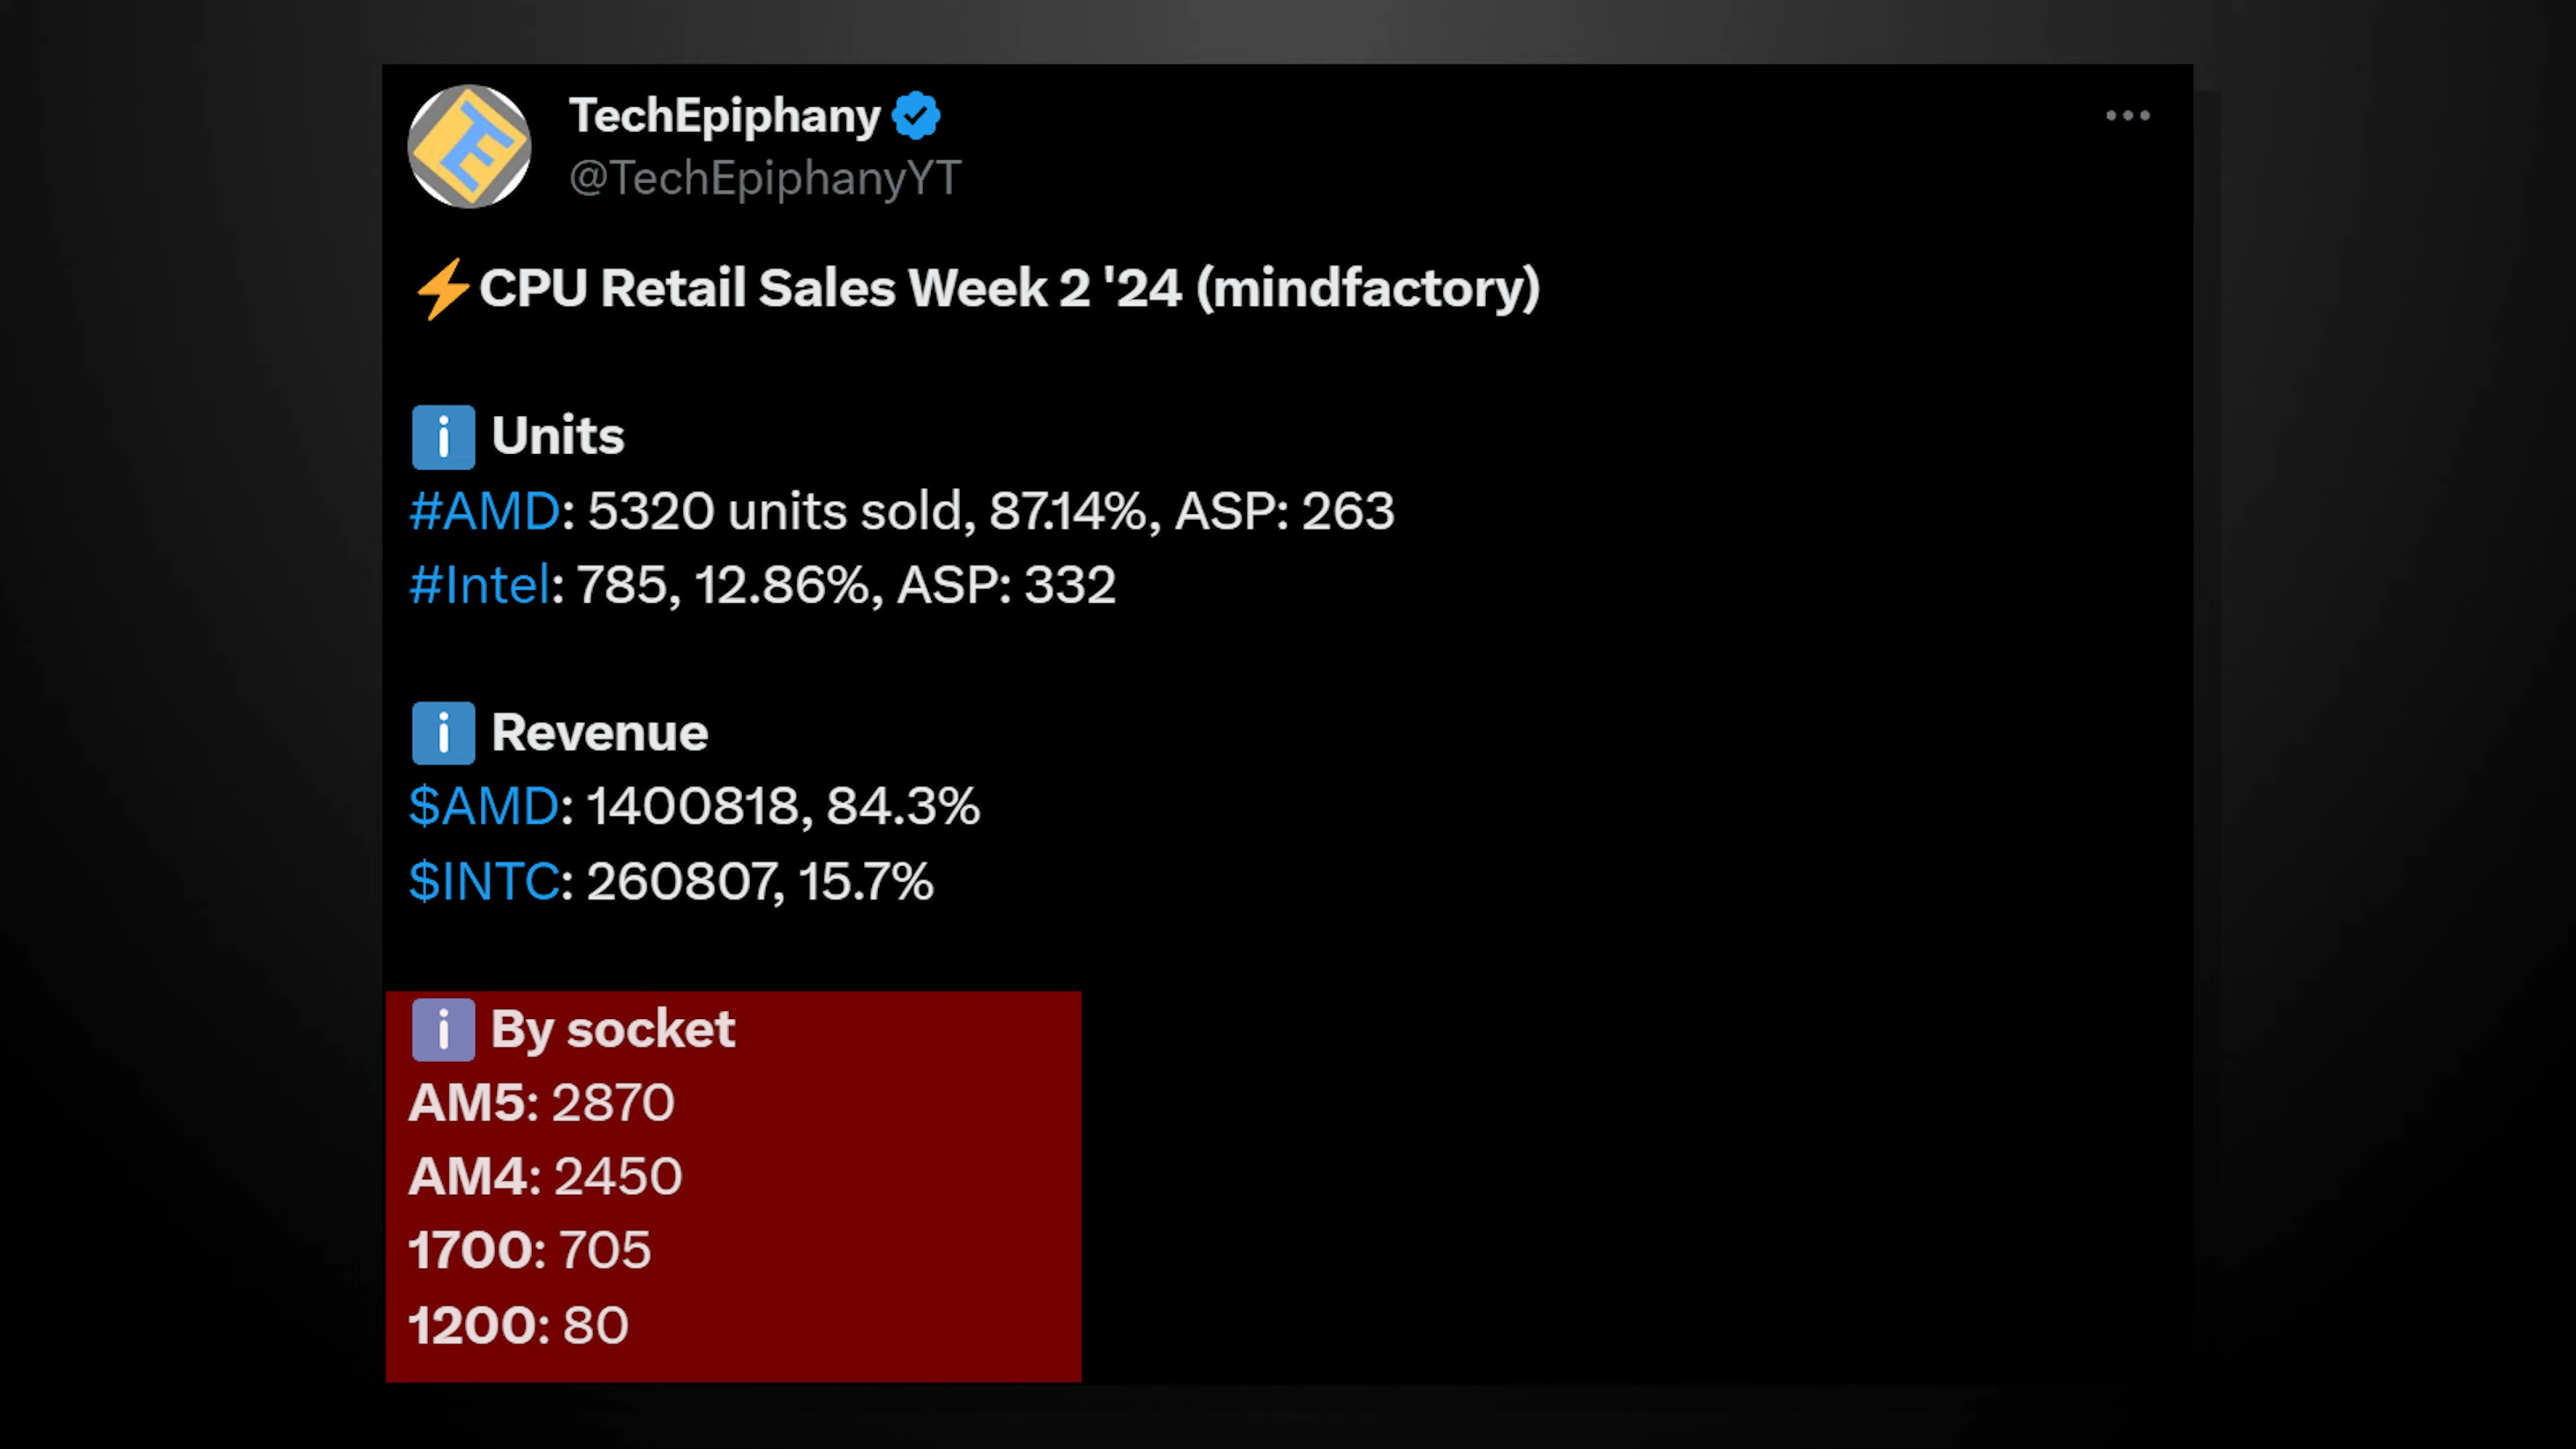 TechEpiphany
@TechEpiphanyYT
⚡CPU Retail Sales Week 2 '24 (mindfactory)
ℹ️ Units
#AMD: 5320 units sold, 87.14%, ASP: 263
#Intel: 785, 12.86%, ASP: 332
ℹ️ Revenue
$AMD: 1400818, 84.3%
$INTC: 260807, 15.7%
ℹ️ By socket
AM5: 2870
AM4: 2450
1700: 705
1200: 80